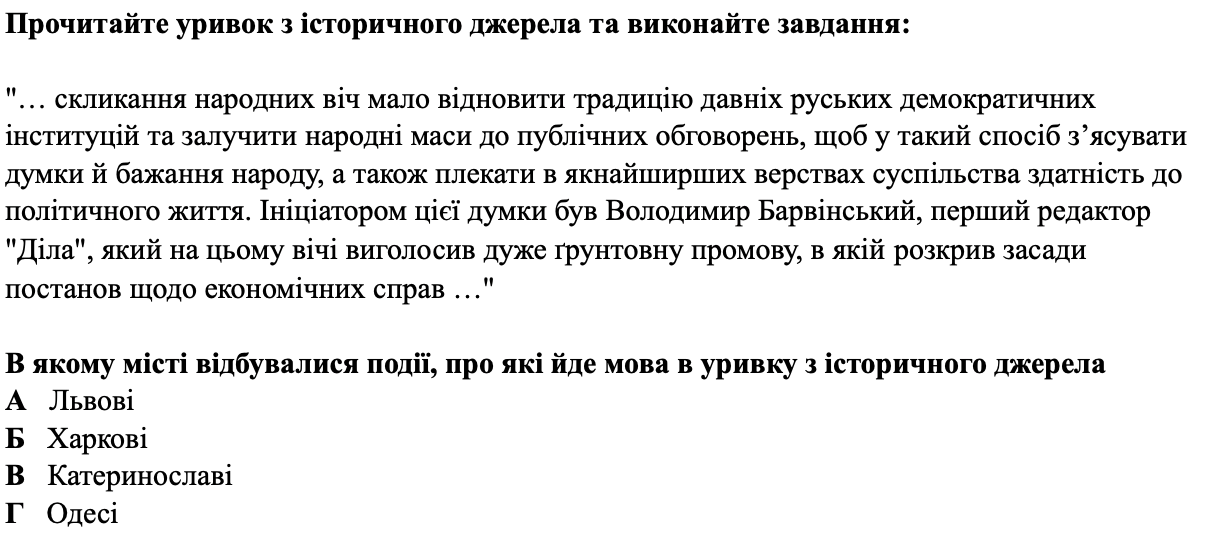 Прочитайте уривок з історичного джерела та виконайте завдання:
"… скликання народних віч мало відновити традицію давніх руських демократичних
інституцій та залучити народні маси до публічних обговорень, щоб у такий спосіб з’ясувати
думки й бажання народу, а також плекати в якнайширших верствах суспільства здатність до
політичного життя. Ініціатором цієї думки був Володимир Барвінський, перший редактор
"Діла", який на цьому вічі виголосив дуже ґрунтовну промову, в якій розкрив засади
постанов щодо економічних справ …"
В якому місті відбувалися події, про які йде мова в уривку з історичного джерела
А Львові
Б Харкові
В Катеринославі
Г Одесі